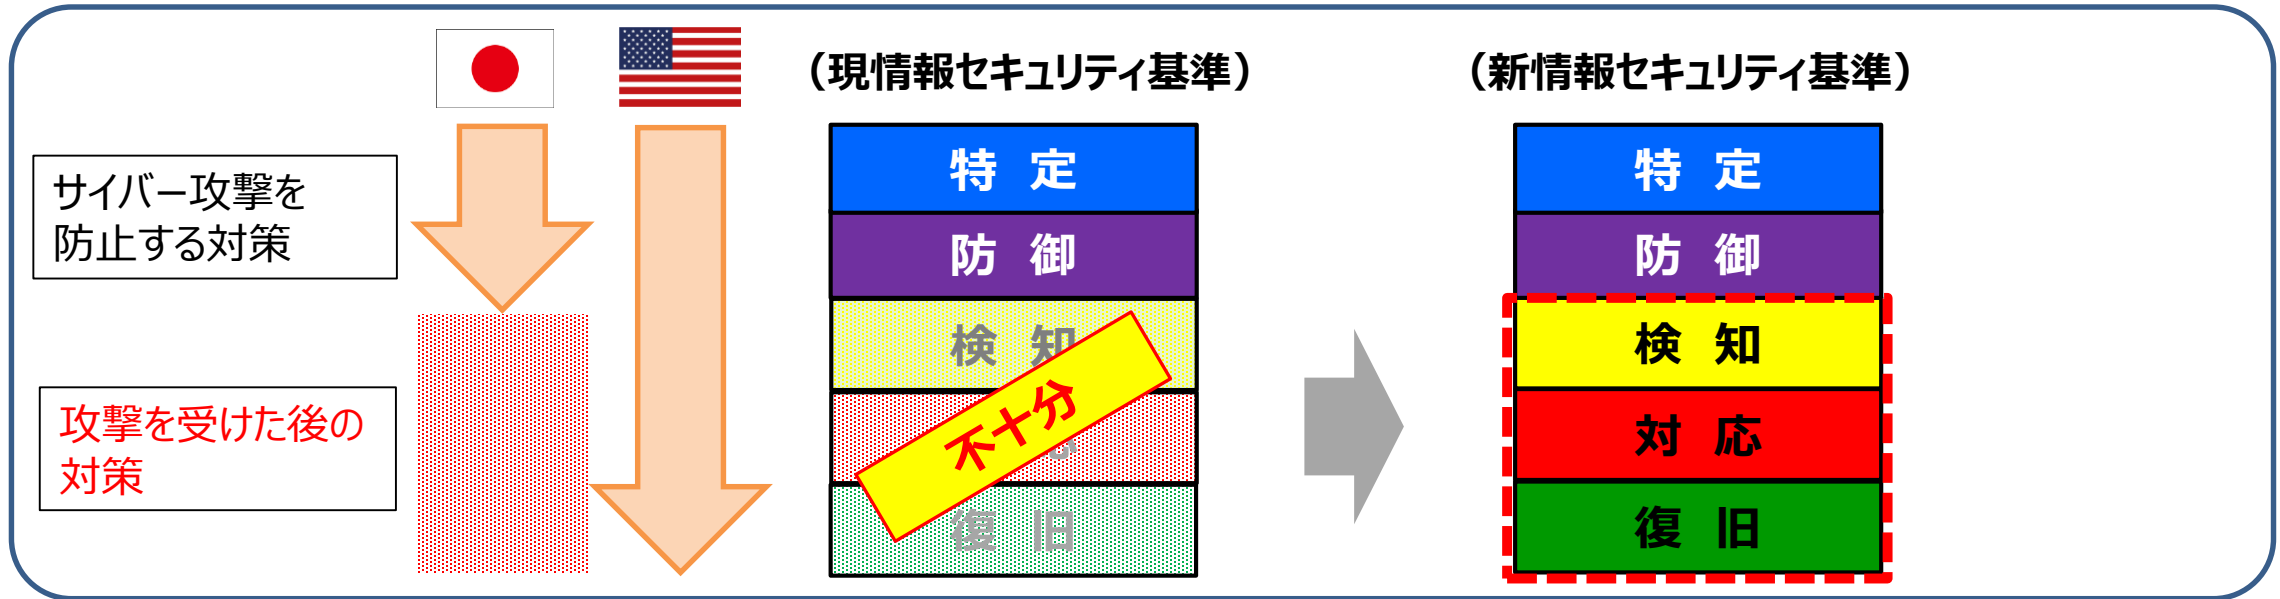 (現情報セキュリティ基準)
(新情報セキュリティ基準)
サイバー攻撃を
防止する対策
攻撃を受けた後の
対策
特 定
防 御
検 知
不十分
復 旧
特 定
防 御
検 知
対 応
復 旧